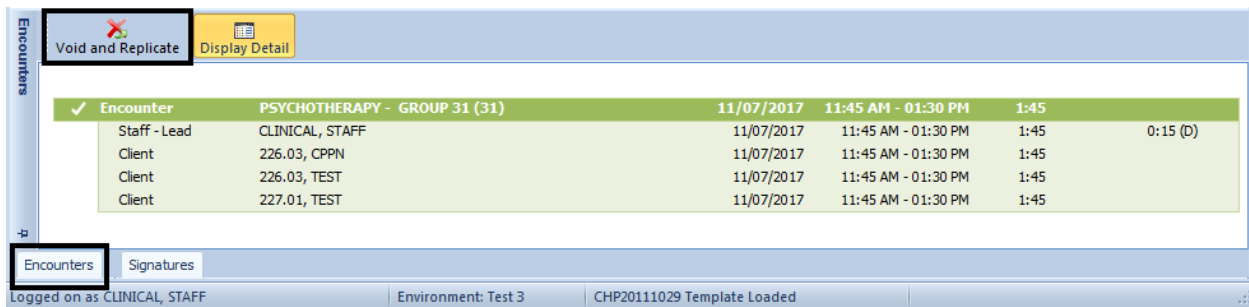 Encounters
Void and Replicate Display Detail
Encounter PSYCHOTHERAPY - GROUP 31 (31) 11/07/2017 11:45 AM - 01:30 PM 1:45
Staff - Lead CLINICAL, STAFF 11/07/2017 11:45 AM - 01:30 PM 1:45 0:15 (D)
Client 226.03, CPPN 11/07/2017 11:45 AM - 01:30 PM 1:45
Client 226.03, TEST 11/07/2017 11:45 AM - 01:30 PM 1:45
Client 227.01, TEST 11/07/2017 11:45 AM - 01:30 PM 1:45
Encounters Signatures
Logged on as CLINICAL, STAFF Environment: Test 3 CHP20111029 Template Loaded